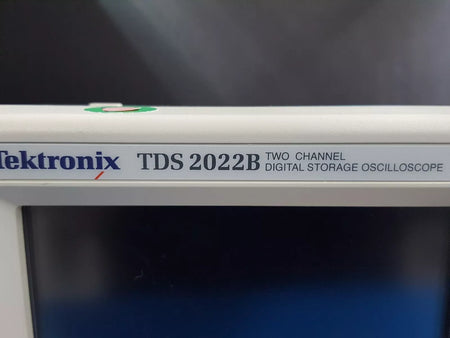 Tektronix TDS 2022B TWO CHANNEL
DIGITAL STORAGE OSCILLOSCOPE